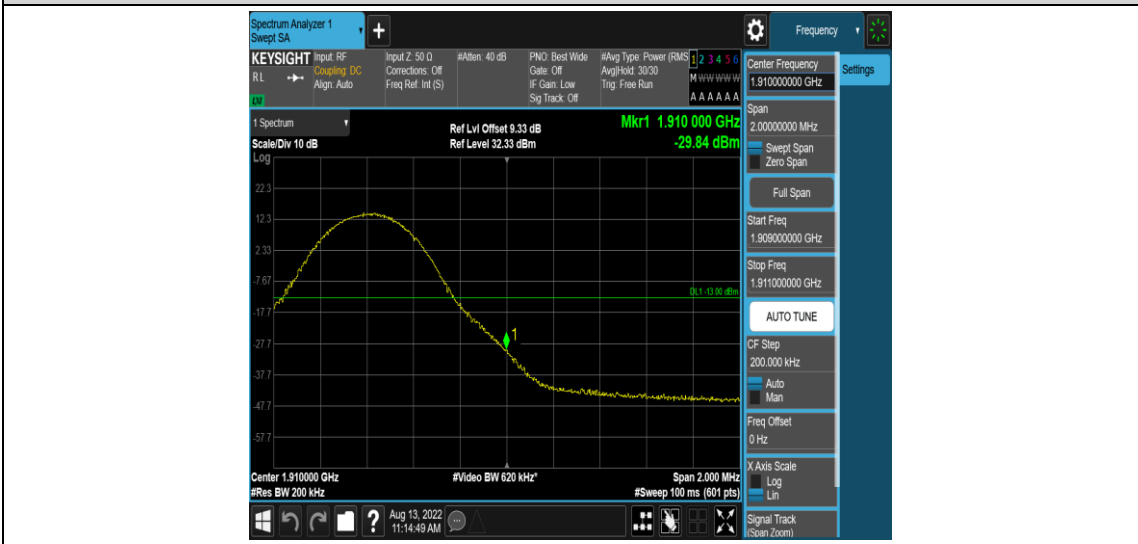 Spectrum Analyzer 1
Swept SA
+
Frequency
KEYSIGHT
RL
LXI
Input: RF
Coupling: DC
Align: Auto
Input Z: 50 Ω
Corrections: Off
Freq Ref: Int (S)
#Atten: 40 dB
PNO: Best Wide
Gate: Off
IF Gain: Low
Sig Track: Off
#Avg Type: Power (RMS
Avg|Hold: 30/30
Trig: Free Run
1 2 3 4 5 6
M W W W W W
A A A A A A
1 Spectrum
Scale/Div 10 dB
Log
Ref Lvl Offset 9.33 dB
Ref Level 32.33 dBm
Mkr1 1.910 000 GHz
-29.84 dBm
22.3
12.3
2.33
-7.67
-17.7
-27.7
-37.7
-47.7
-57.7
DL1 -13.00 dBm
1
Center 1.910000 GHz
#Res BW 200 kHz
#Video BW 620 kHz*
Span 2.000 MHz
#Sweep 100 ms (601 pts)
Center Frequency
1.910000000 GHz
Settings
Span
2.00000000 MHz
Swept Span
Zero Span
Full Span
Start Freq
1.909000000 GHz
Stop Freq
1.911000000 GHz
AUTO TUNE
CF Step
200.000 kHz
Auto
Man
Freq Offset
0 Hz
X Axis Scale
Log
Lin
Signal Track
(Span Zoom)
?
Aug 13, 2022
11:14:49 AM